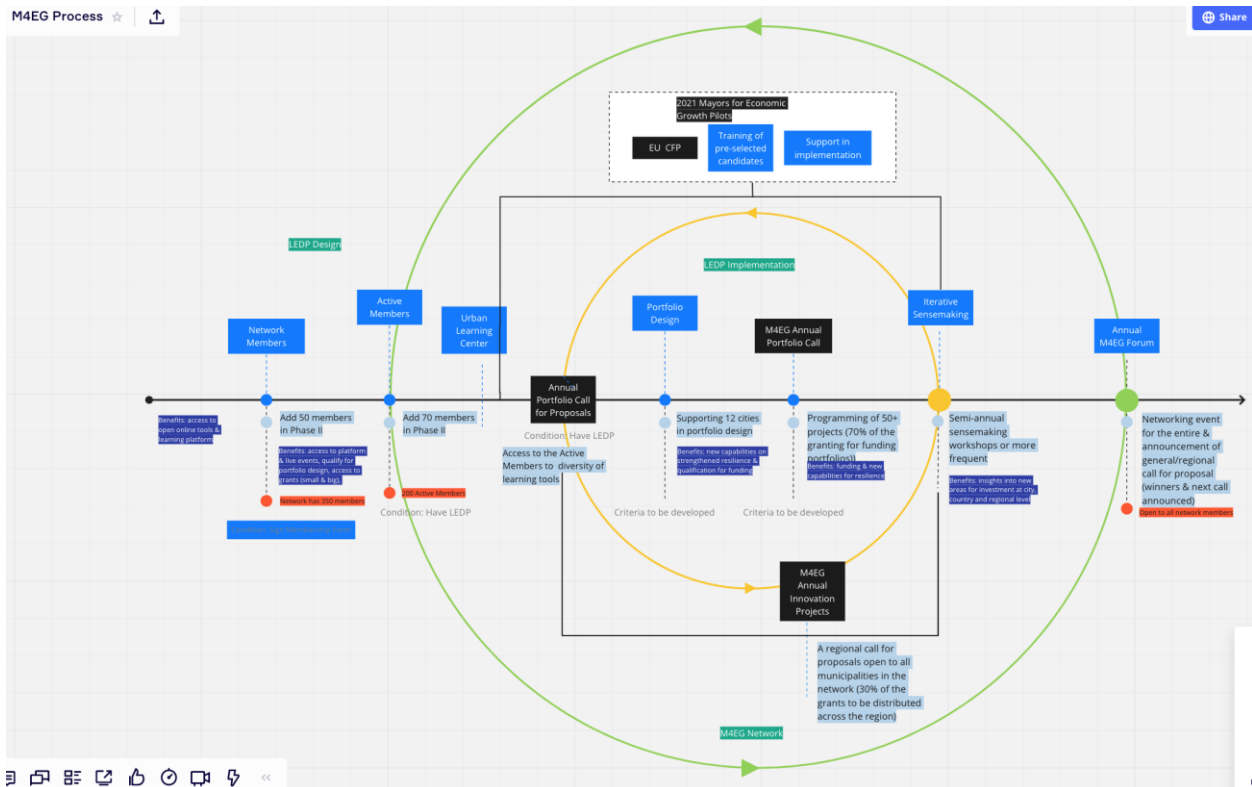 M4EG Process
Share
2021 Mayors for Economic
Growth Pilots
EU CFP
Training of
pre-selected
candidates
Support in
implementation
LEDP Design
LEDP Implementation
Network
Members
Active
Members
Urban
Learning
Center
Portfolio
Design
M4EG Annual
Portfolio Call
Iterative
Sensemaking
Annual
M4EG Forum
Annual
Portfolio Call
for Proposals
Benefits: access to
open online tools &
learning platform
Add 50 members
in Phase II
Benefits: access to platform
& live events, qualify for
portfolio design, access to
grants (small & big).
Network has 350 members
Add 70 members
in Phase II
200 Active Members
Condition: Have LEDP
Condition: Have LEDP
Access to the Active
Members to diversity of
learning tools
Supporting 12 cities
in portfolio design
Benefits: new capabilities on
strengthened resilience &
qualification for funding
Criteria to be developed
Programming of 50+
projects (70% of the
granting for funding
portfolios))
Benefits: funding & new
capabilities for resilience
Criteria to be developed
Semi-annual
sensemaking
workshops or more
frequent
Benefits: insights into new
areas for investment at city,
country and regional level
Networking event
for the entire &
announcement of
general/regional
call for proposal
(winners & next call
announced)
Open to all network members
M4EG
Annual
Innovation
Projects
A regional call for
proposals open to all
municipalities in the
network (30% of the
grants to be distributed
across the region)
M4EG Network